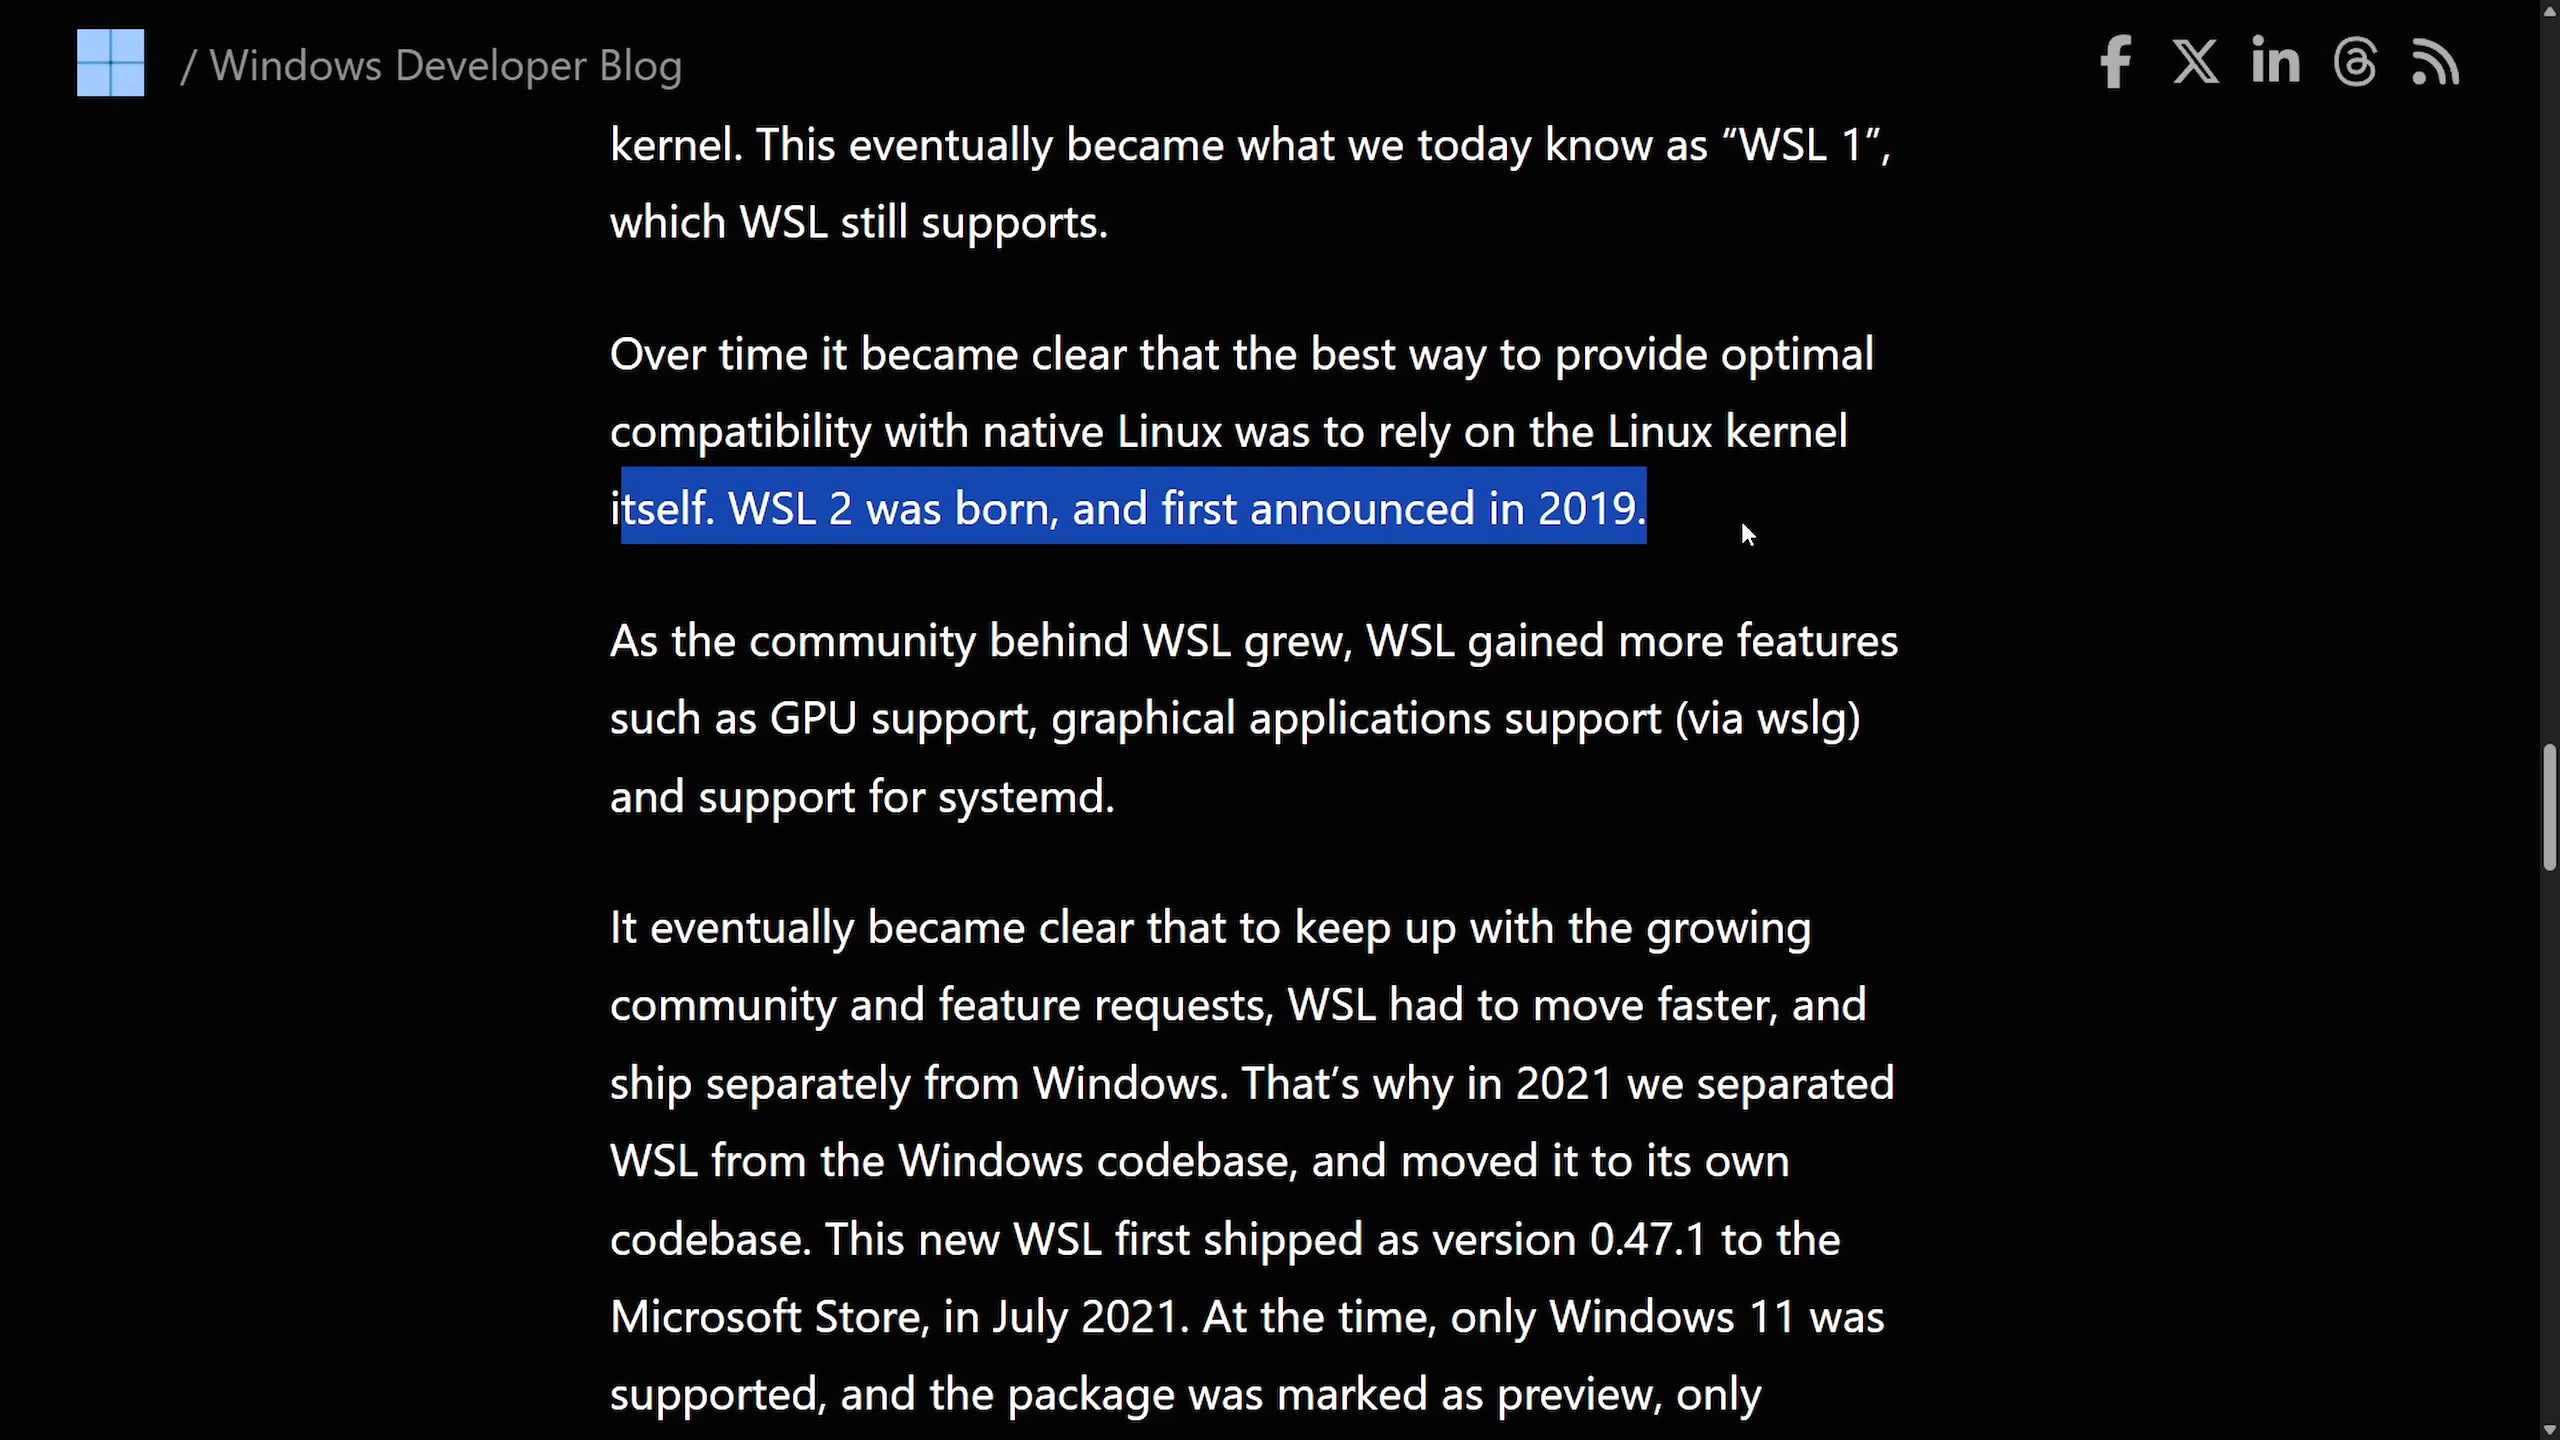 / Windows Developer Blog
kernel. This eventually became what we today know as “WSL 1”,
which WSL still supports.
Over time it became clear that the best way to provide optimal
compatibility with native Linux was to rely on the Linux kernel
itself. WSL 2 was born, and first announced in 2019.
As the community behind WSL grew, WSL gained more features
such as GPU support, graphical applications support (via wslg)
and support for systemd.
It eventually became clear that to keep up with the growing
community and feature requests, WSL had to move faster, and
ship separately from Windows. That’s why in 2021 we separated
WSL from the Windows codebase, and moved it to its own
codebase. This new WSL first shipped as version 0.47.1 to the
Microsoft Store, in July 2021. At the time, only Windows 11 was
supported, and the package was marked as preview, only